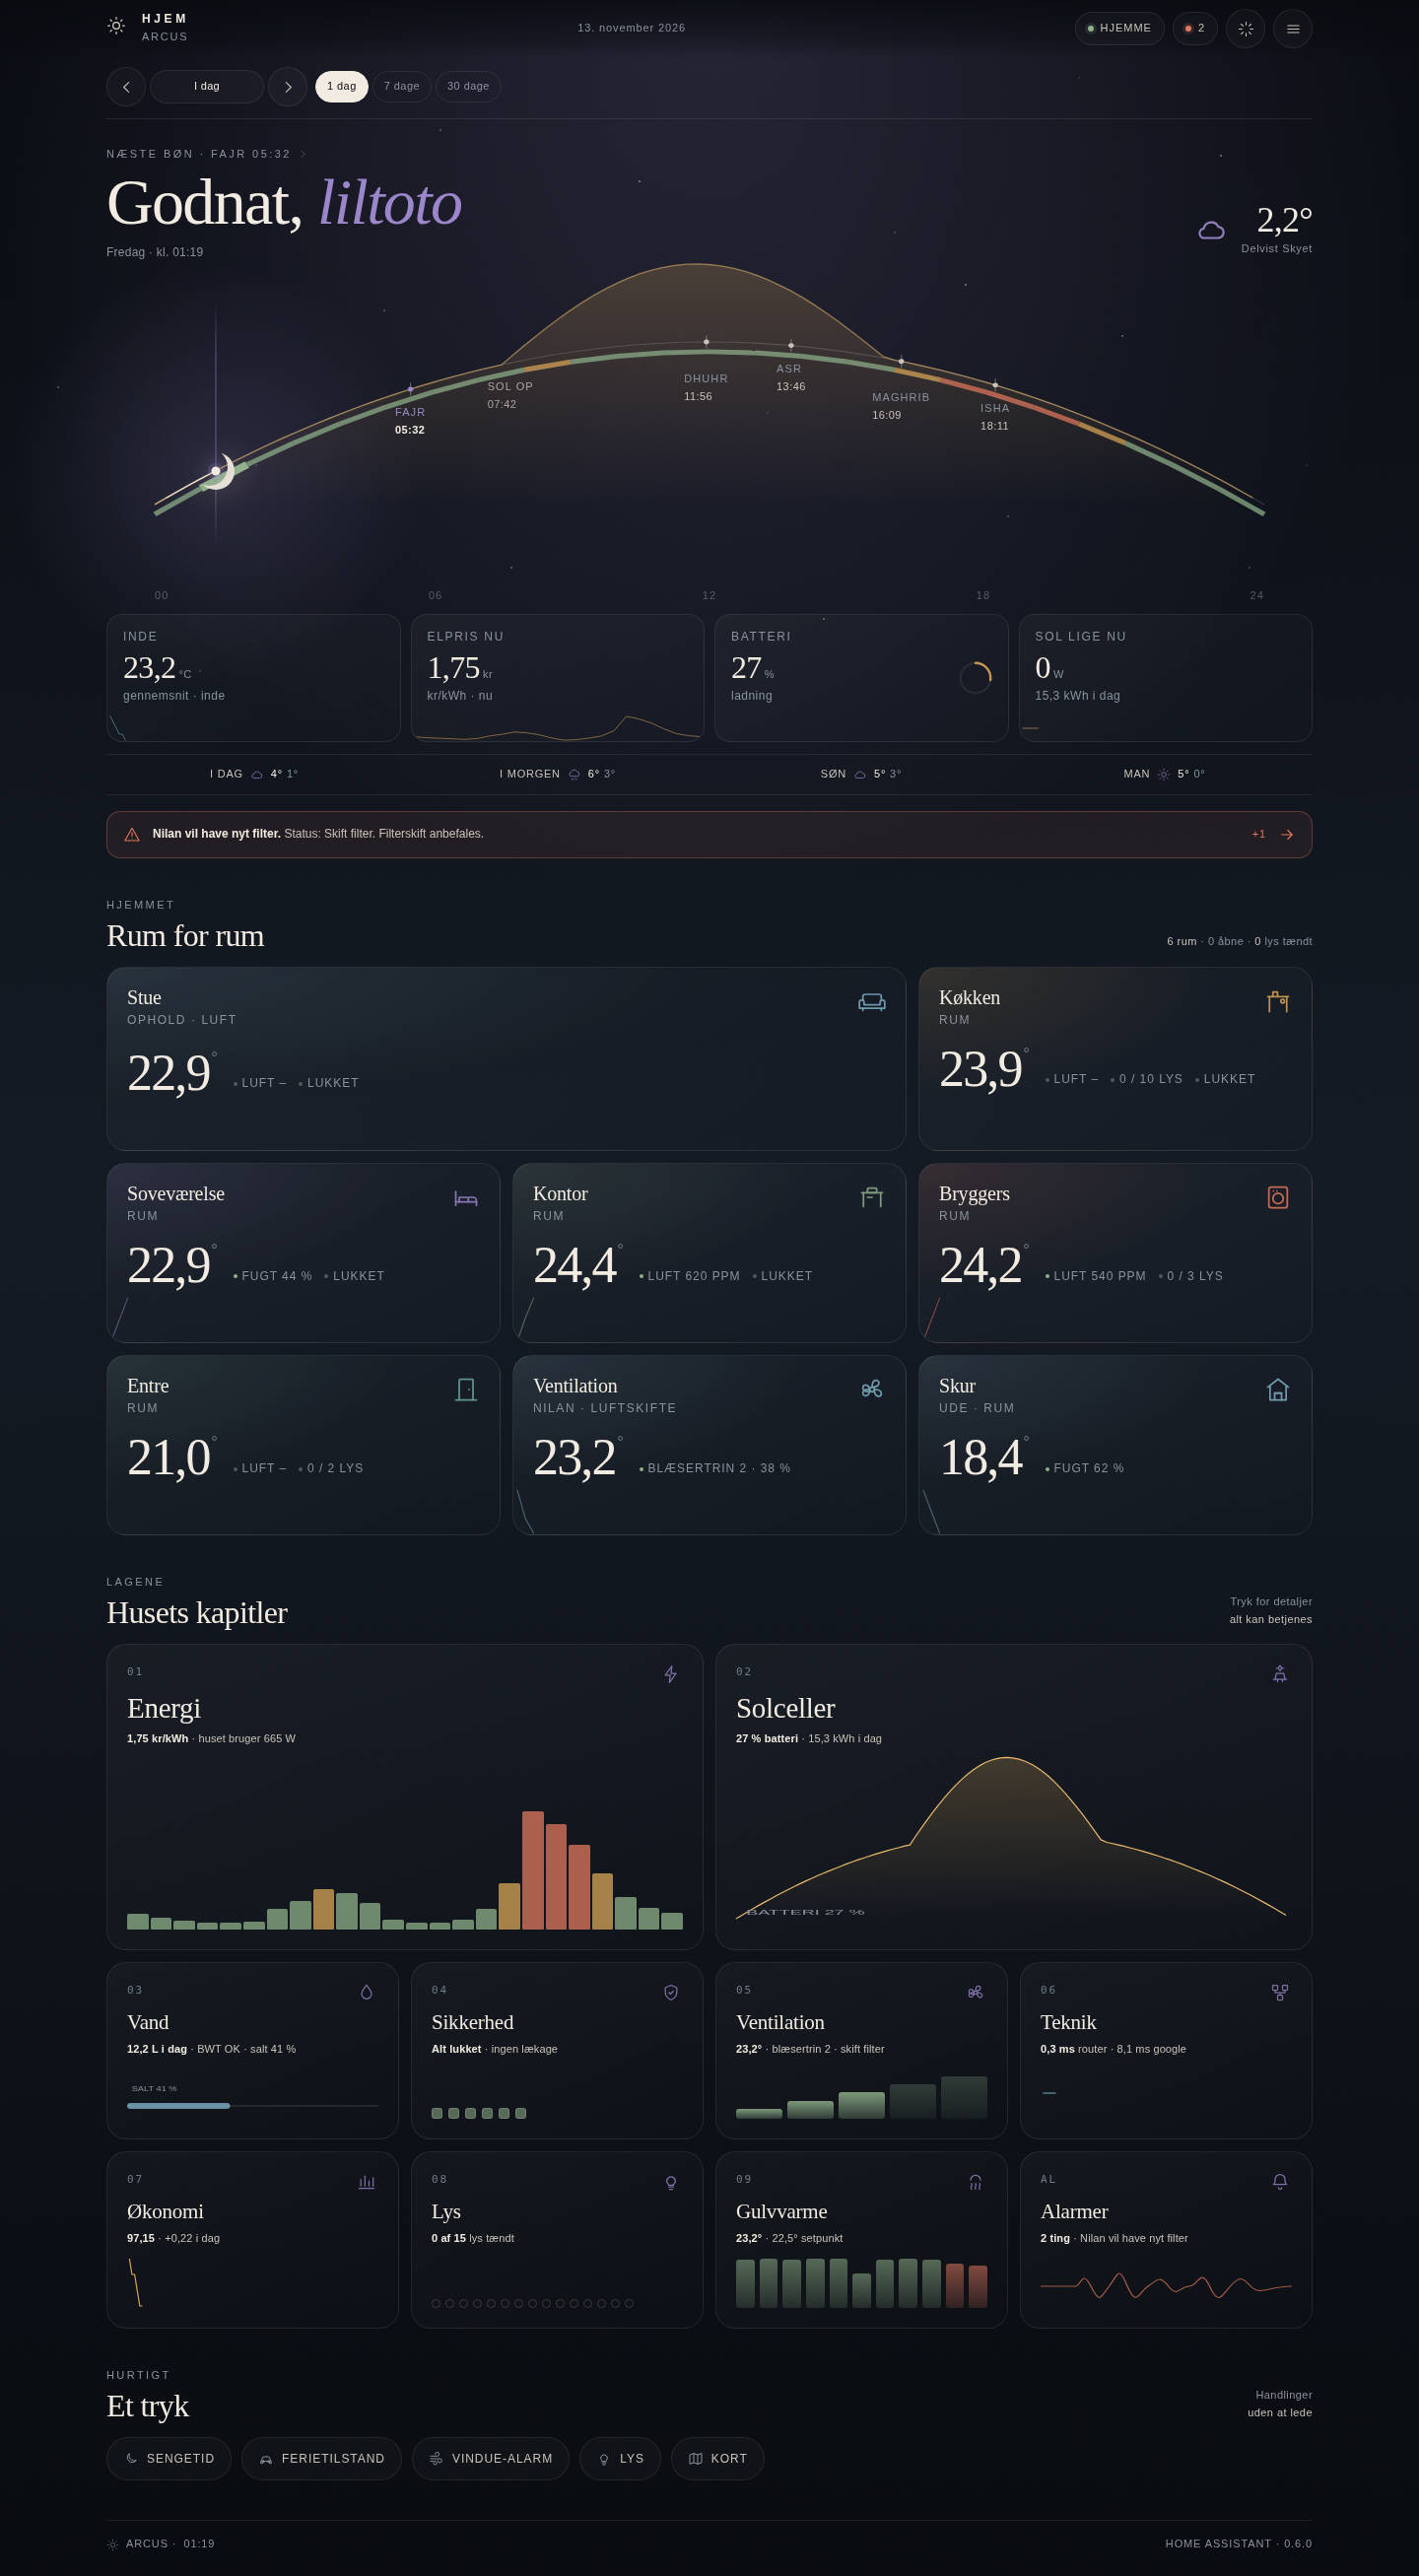 HJEM
ARCUS
13. november 2026
HJEMME
2
I dag
1 dag
7 dage
30 dage
NÆSTE BØN · FAJR 05:32
Godnat, liltoto
Fredag · kl. 01:19
2,2°
Delvist Skyet
FAJR
05:32
SOL OP
07:42
DHUHR
11:56
ASR
13:46
MAGHRIB
16:09
ISHA
18:11
00 06 12 18 24
INDE
23,2 °C
gennemsnit · inde
ELPRIS NU
1,75 kr
kr/kWh · nu
BATTERI
27 %
ladning
SOL LIGE NU
0 W
15,3 kWh i dag
I DAG 4° 1°
I MORGEN 6° 3°
SØN 5° 3°
MAN 5° 0°
Nilan vil have nyt filter. Status: Skift filter. Filterskift anbefales.
+1
HJEMMET
Rum for rum
6 rum · 0 åbne · 0 lys tændt
Stue
OPHOLD · LUFT
22,9°
LUFT – LUKKET
Køkken
RUM
23,9°
LUFT – 0 / 10 LYS LUKKET
Soveværelse
RUM
22,9°
FUGT 44 % LUKKET
Kontor
RUM
24,4°
LUFT 620 PPM LUKKET
Bryggers
RUM
24,2°
LUFT 540 PPM 0 / 3 LYS
Entre
RUM
21,0°
LUFT – 0 / 2 LYS
Ventilation
NILAN · LUFTSKIFTE
23,2°
BLÆSERTRIN 2 · 38 %
Skur
UDE · RUM
18,4°
FUGT 62 %
LAGENE
Husets kapitler
Tryk for detaljer
alt kan betjenes
01
Energi
1,75 kr/kWh · huset bruger 665 W
02
Solceller
27 % batteri · 15,3 kWh i dag
BATTERI 27 %
03
Vand
12,2 L i dag · BWT OK · salt 41 %
SALT 41 %
04
Sikkerhed
Alt lukket · ingen lækage
05
Ventilation
23,2° · blæsertrin 2 · skift filter
06
Teknik
0,3 ms router · 8,1 ms google
07
Økonomi
97,15 · +0,22 i dag
08
Lys
0 af 15 lys tændt
09
Gulvvarme
23,2° · 22,5° setpunkt
AL
Alarmer
2 ting · Nilan vil have nyt filter
HURTIGT
Et tryk
Handlinger
uden at lede
SENGETID
FERIETILSTAND
VINDUE-ALARM
LYS
KORT
ARCUS · 01:19
HOME ASSISTANT · 0.6.0